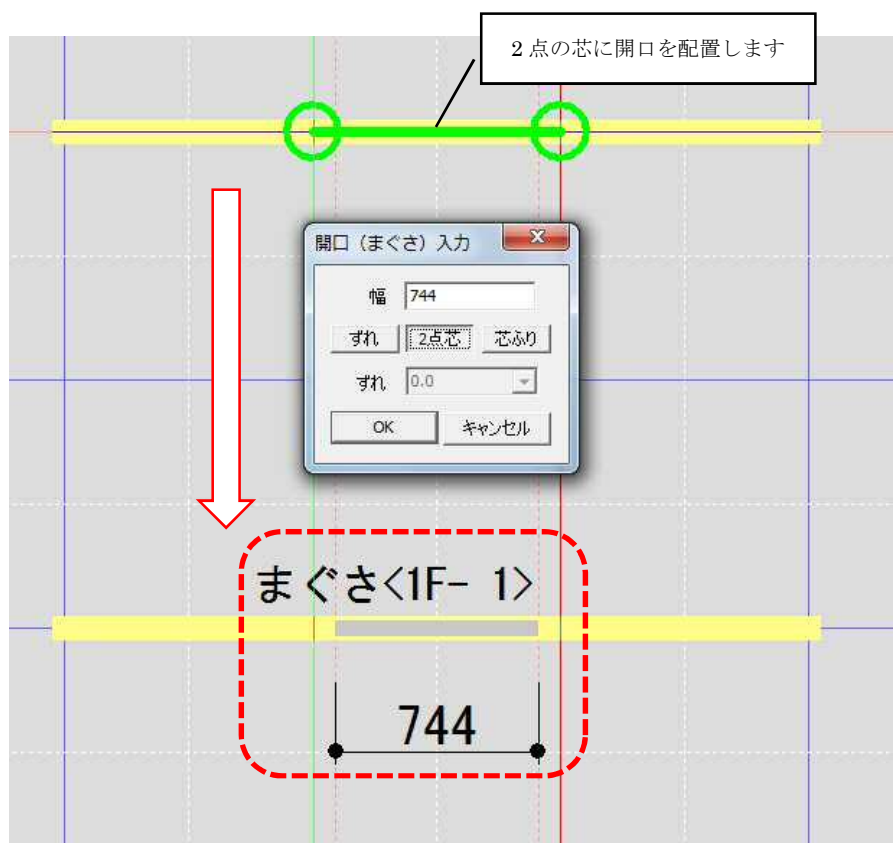 2点の芯に開口を配置します
開口（まぐさ）入力
幅 744
ずれ 2点芯 芯ふり
ずれ 0.0
OK キャンセル
まぐさ<1F- 1>
744